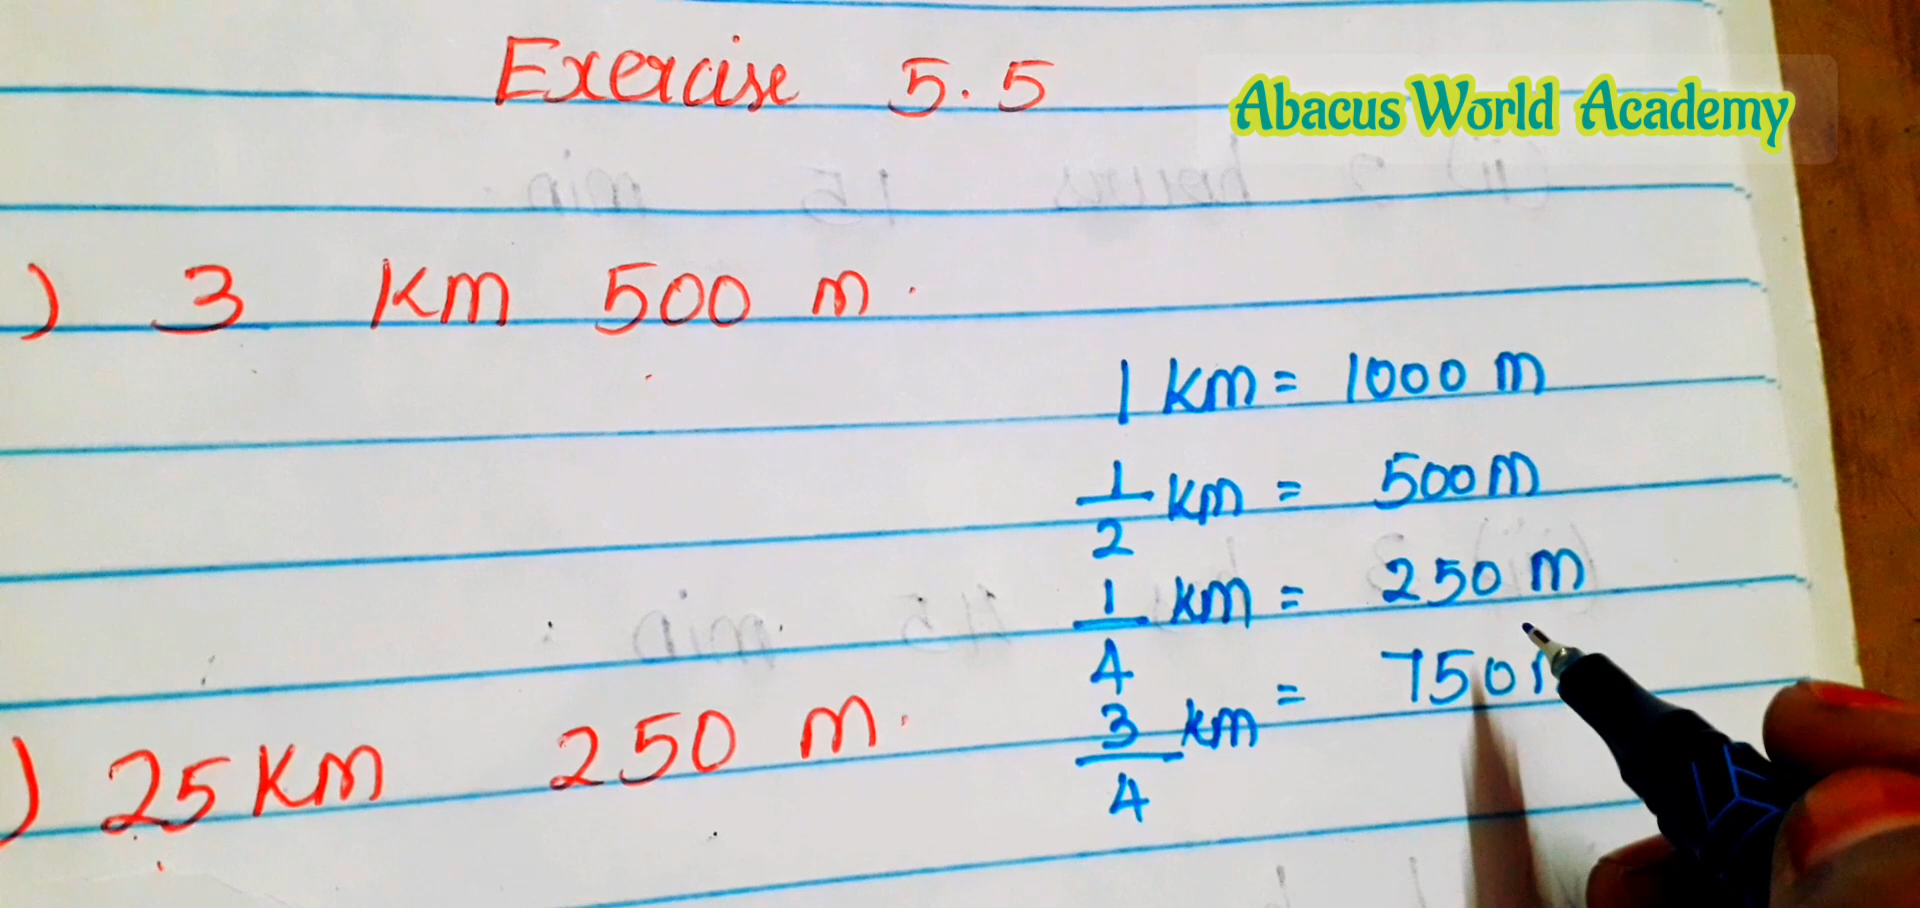 Exercise 5.5
Abacus World Academy
) 3 km 500 m.
1 km = 1000 m
1/2 km = 500 m
1/4 km = 250 m
3/4 km = 750
) 25 km 250 m.